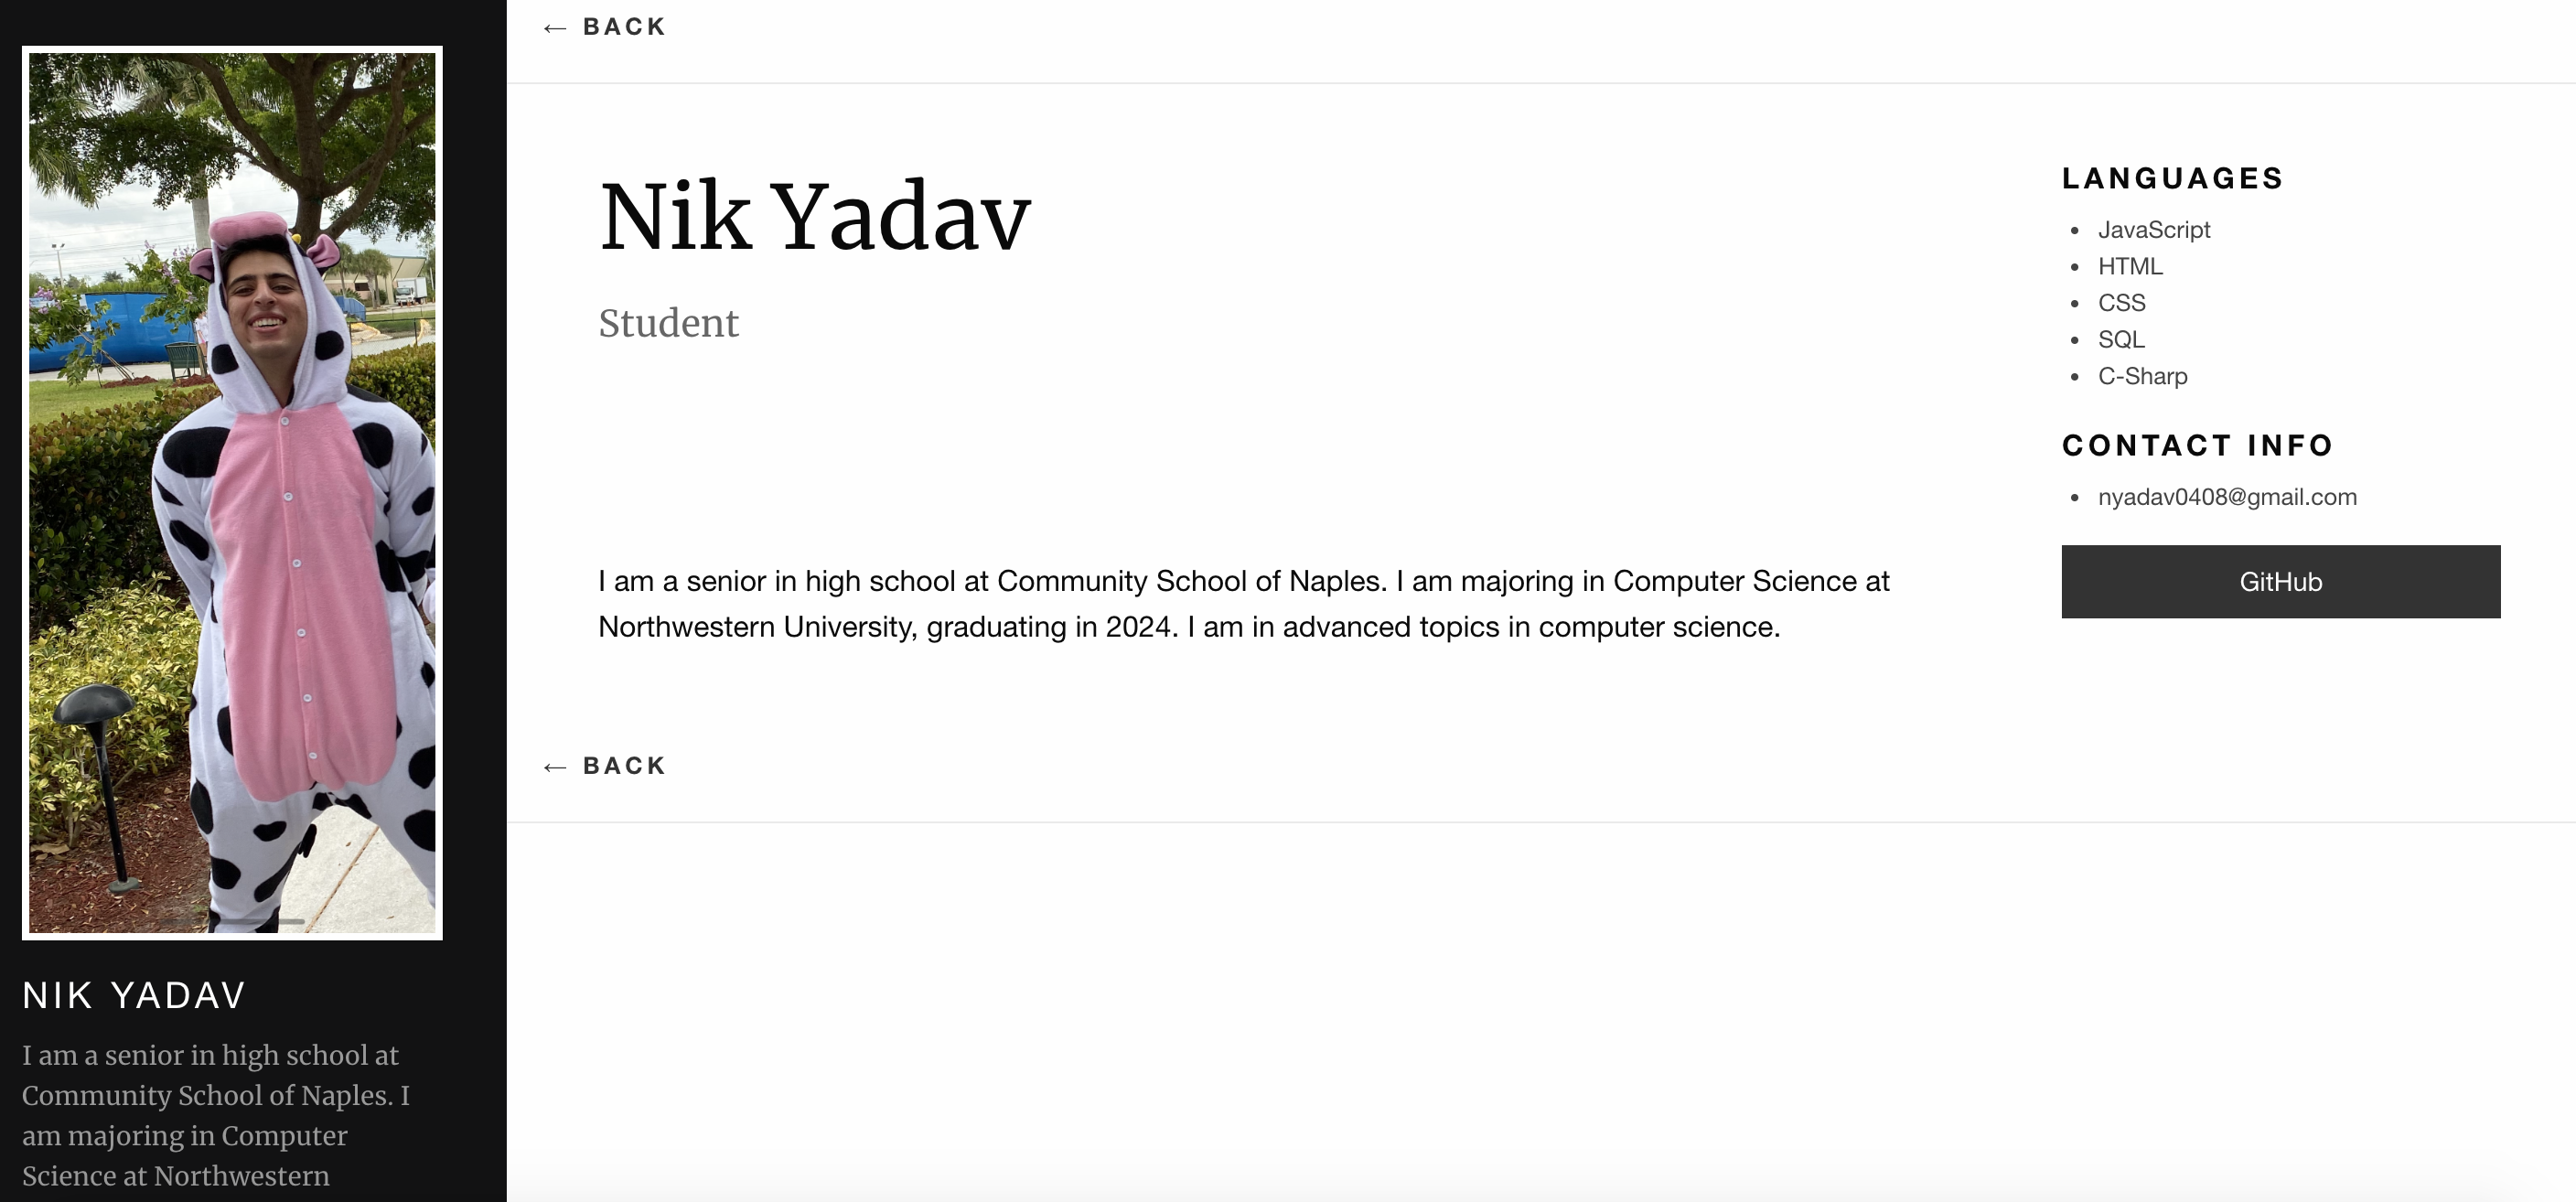 ← BACK
Nik Yadav
Student
I am a senior in high school at Community School of Naples. I am majoring in Computer Science at
Northwestern University, graduating in 2024. I am in advanced topics in computer science.
LANGUAGES
• JavaScript
• HTML
• CSS
• SQL
• C-Sharp
CONTACT INFO
• nyadav0408@gmail.com
GitHub
← BACK
NIK YADAV
I am a senior in high school at
Community School of Naples. I
am majoring in Computer
Science at Northwestern